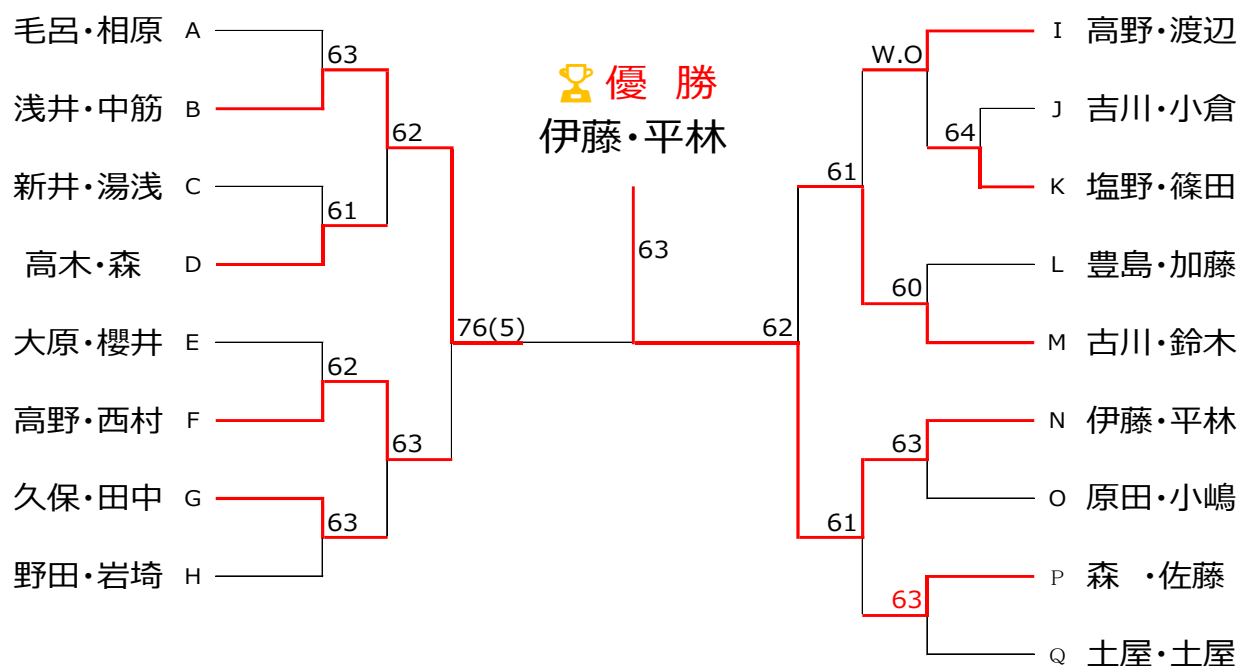 毛呂・相原 A
浅井・中筋 B
新井・湯浅 C
高木・森 D
大原・櫻井 E
高野・西村 F
久保・田中 G
野田・岩埼 H
63
61
62
63
62
63
76(5)
優 勝
伊藤・平林
63
62
61
61
W.O
64
60
63
63
I 高野・渡辺
J 吉川・小倉
K 塩野・篠田
L 豊島・加藤
M 古川・鈴木
N 伊藤・平林
O 原田・小嶋
P 森 ・佐藤
Q 土屋・土屋